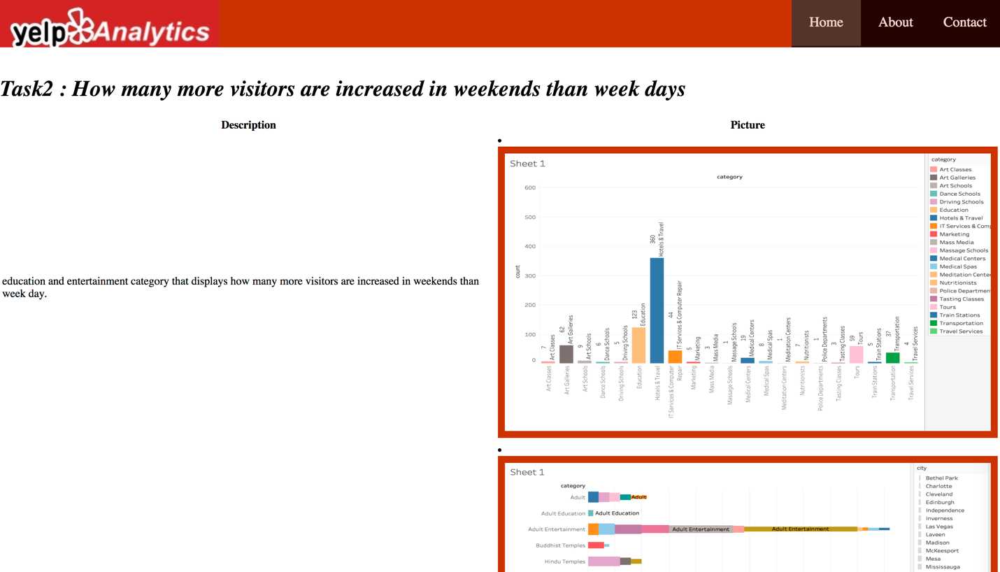 yelp Analytics
Home About Contact
Task2 : How many more visitors are increased in weekends than week days
Description
Picture
education and entertainment category that displays how many more visitors are increased in weekends than
week day.
Sheet 1
category
count
600
500
400
300
200
100
0
7 Art Classes
62 Art Galleries
9 Art Schools
6 Dance Schools
5 Driving Schools
123 Education
360 Hotels & Travel
44 IT Services & Computer Repair
5 Marketing
3 Mass Media
1 Massage Schools
19 Medical Centers
8 Medical Spas
1 Meditation Centers
7 Nutritionists
1 Police Departments
3 Tasting Classes
59 Tours
5 Train Stations
37 Transportation
4 Travel Services
Art Classes
Art Galleries
Art Schools
Dance Schools
Driving Schools
Education
Hotels & Travel
IT Services & Computer
Repair
Marketing
Mass Media
Massage Schools
Medical Centers
Medical Spas
Meditation Centers
Nutritionists
Police Departments
Tasting Classes
Tours
Train Stations
Transportation
Travel Services
category
Art Classes
Art Galleries
Art Schools
Dance Schools
Driving Schools
Education
Hotels & Travel
IT Services & Comp
Marketing
Mass Media
Massage Schools
Medical Centers
Medical Spas
Meditation Center
Nutritionists
Police Departmen
Tasting Classes
Tours
Train Stations
Transportation
Travel Services
Sheet 1
category
Adult Adult
Adult Education Adult Education
Adult Entertainment Adult Entertainment Adult Entertainment
Buddhist Temples
Hindu Temples
city
Bethel Park
Charlotte
Cleveland
Edinburgh
Independence
Inverness
Las Vegas
Laveen
Madison
McKeesport
Mesa
Mississauga